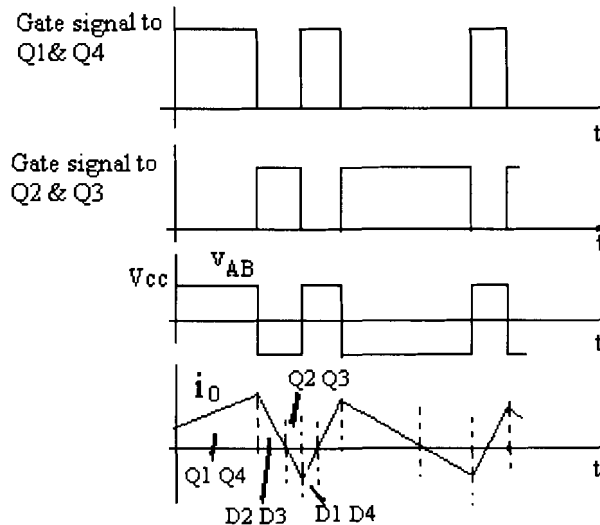 Gate signal to
Q1& Q4
t
Gate signal to
Q2 & Q3
t
Vcc
VAB
t
i0
Q2 Q3
Q1 Q4
t
D2 D3
D1 D4